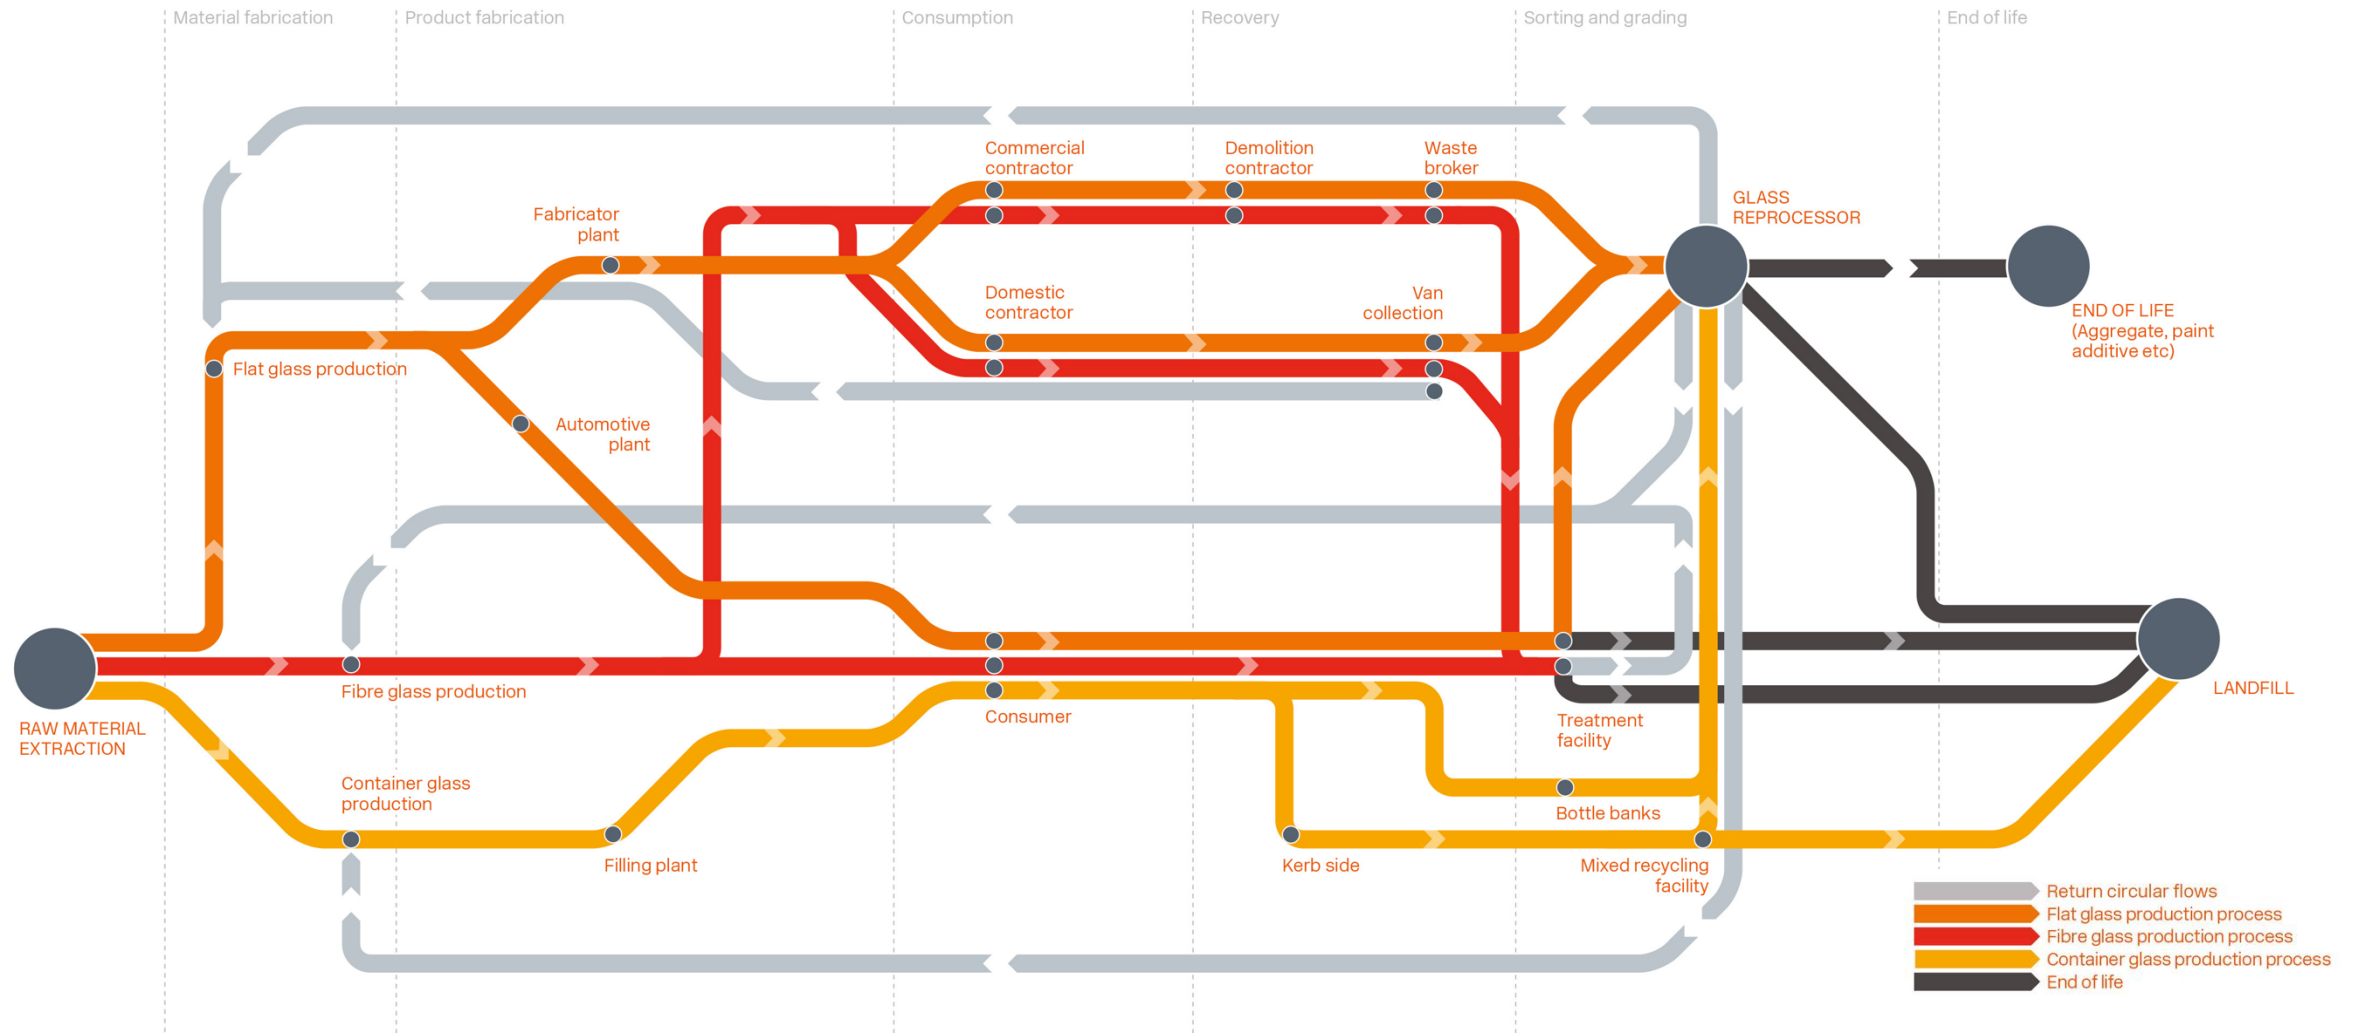 Material fabrication
Product fabrication
Consumption
Recovery
Sorting and grading
End of life
Commercial
contractor
Demolition
contractor
Waste
broker
GLASS
REPROCESSOR
Fabricator
plant
Domestic
contractor
Van
collection
END OF LIFE
(Aggregate, paint
additive etc)
Flat glass production
Automotive
plant
Fibre glass production
RAW MATERIAL
EXTRACTION
Consumer
Treatment
facility
LANDFILL
Container glass
production
Bottle banks
Filling plant
Kerb side
Mixed recycling
facility
Return circular flows
Flat glass production process
Fibre glass production process
Container glass production process
End of life